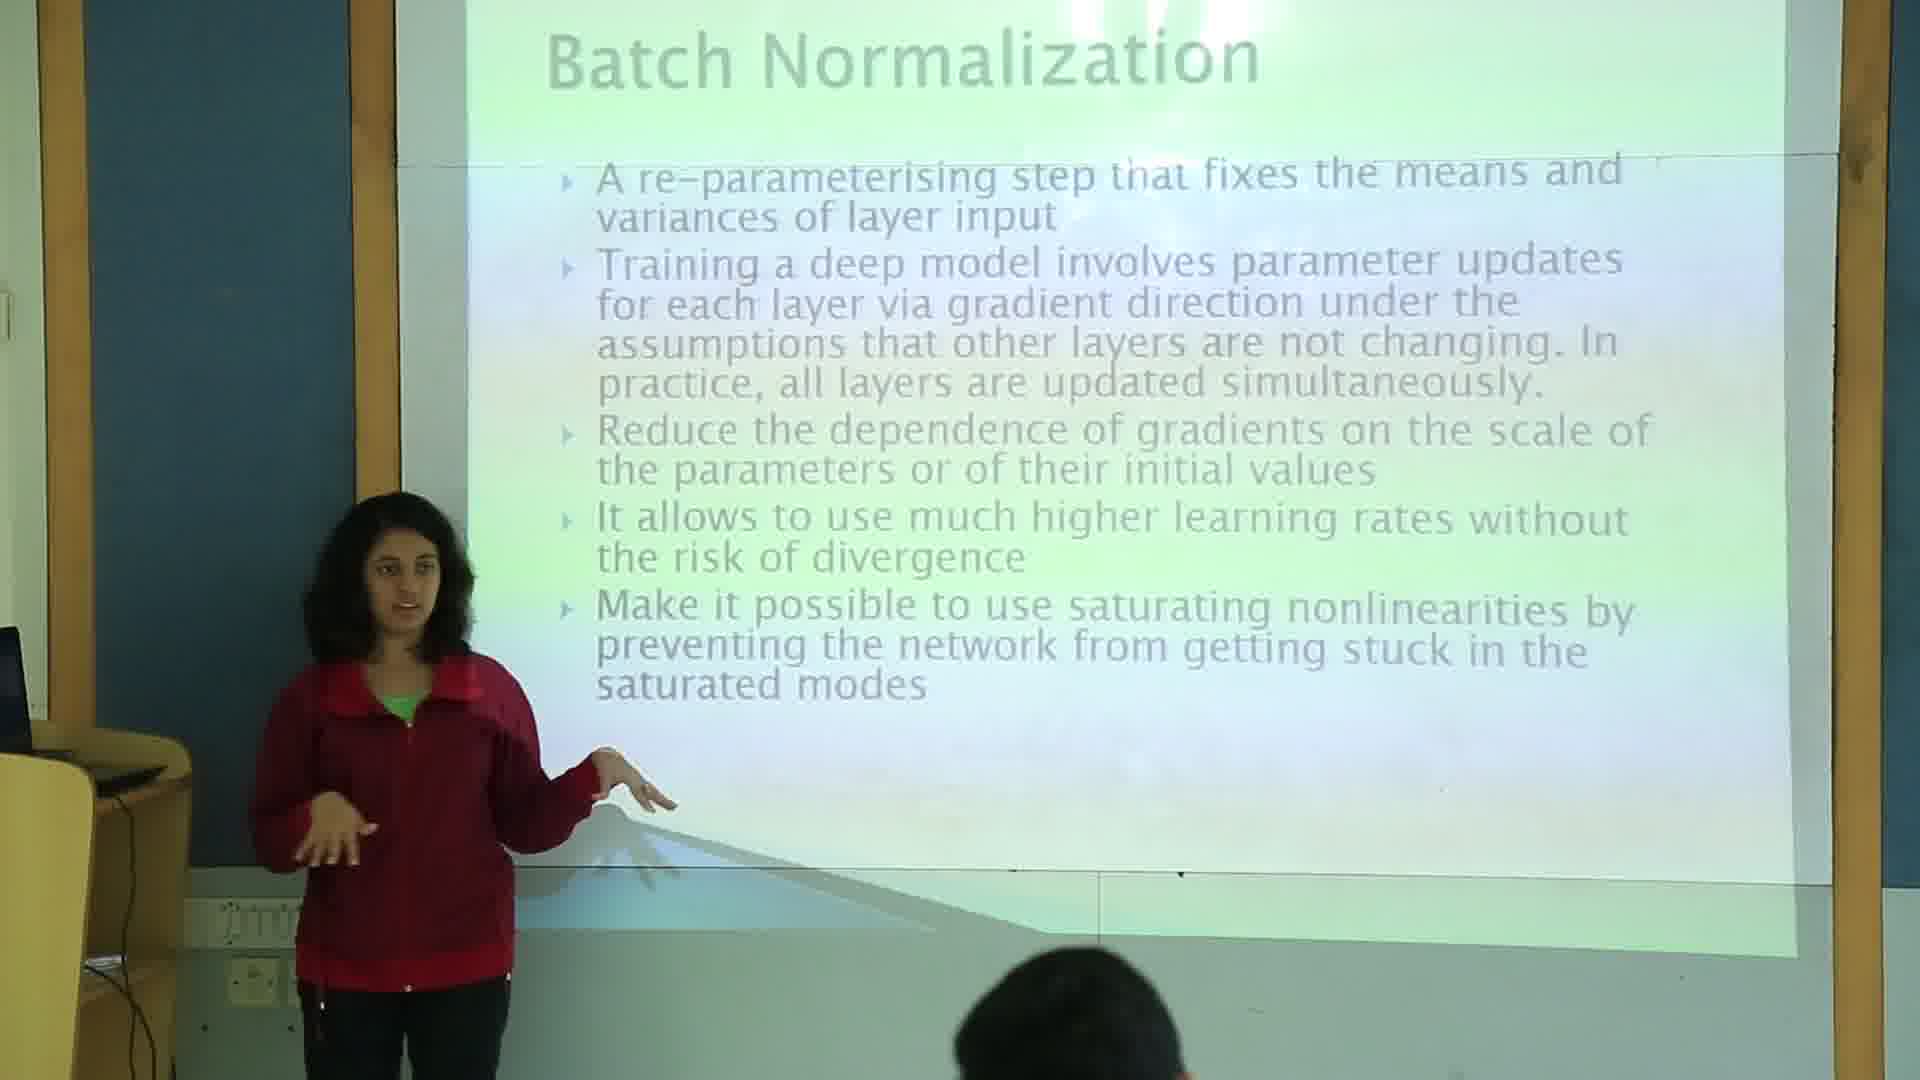 Batch Normalization
A re-parameterising step that fixes the means and
variances of layer input
Training a deep model involves parameter updates
for each layer via gradient direction under the
assumptions that other layers are not changing. In
practice, all layers are updated simultaneously.
Reduce the dependence of gradients on the scale of
the parameters or of their initial values
It allows to use much higher learning rates without
the risk of divergence
Make it possible to use saturating nonlinearities by
preventing the network from getting stuck in the
saturated modes